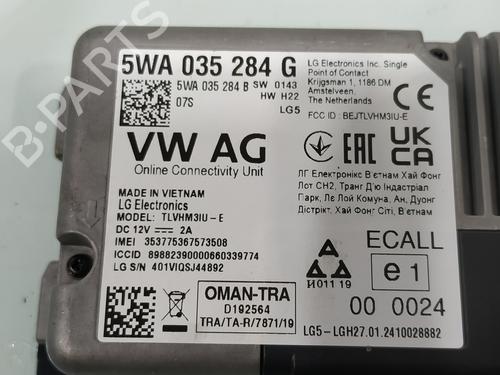 5WA 035 284 G
5WA 035 284 B SW 0143
HW H22
07S
LG5
LG Electronics Inc. Single
Point of Contact
Krijgsman 1, 1186 DM
Amstelveen,
The Netherlands
CE
FCC ID : BEJTLVHM3IU-E
VW AG
Online Connectivity Unit
EAC
UK
CA
MADE IN VIETNAM
LG Electronics
MODEL: TLVHM3IU - E
DC 12V 2A
IMEI 353775367573508
ICCID 89882390000660339774
LG S/N 401VIQSJ44892
ЛГ Електронікс В'єтнам Хай Фонг
Лот CH2, Транг Д'ю Індастріал
Парк, Лє Лой Комуна, Ан, Дуонг
Дістрікт, Хай Фонг Сіті, В'єтнам
ECALL
e1
И011 19
00 0024
OMAN-TRA
D192564
TRA/TA-R/7871/19
LG5-LGH27.01.2410028882
B-PARTS